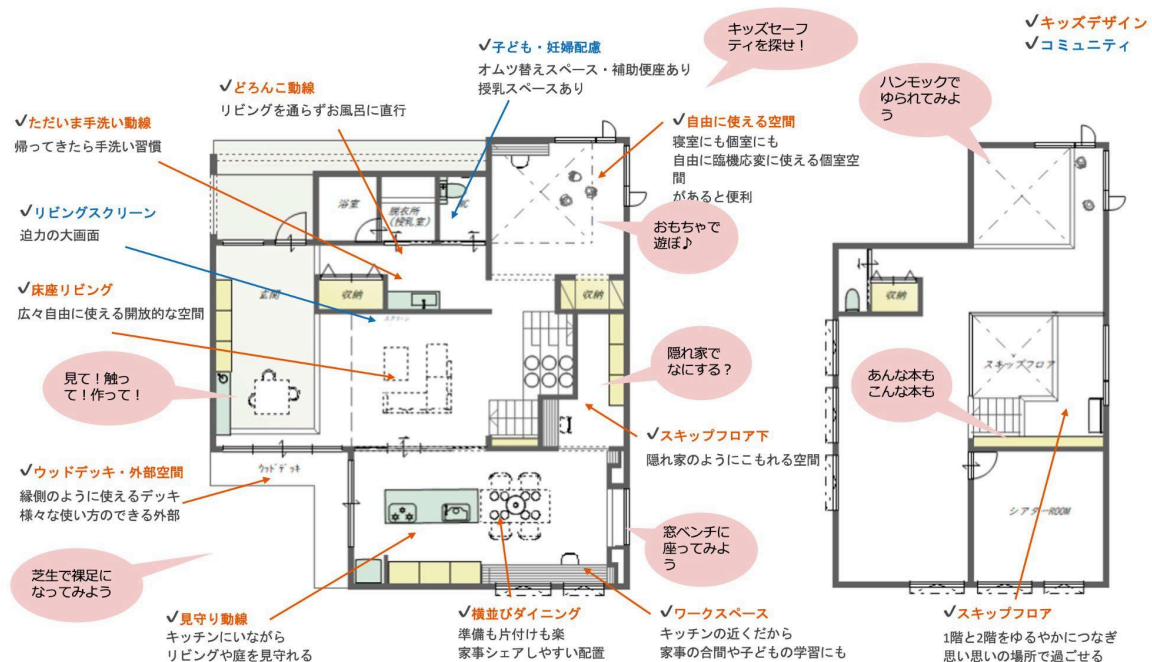 ✓キッズデザイン
✓コミュニティ
キッズセーフ
ティを探せ！
✓子ども・妊婦配慮
オムツ替えスペース・補助便座あり
授乳スペースあり
✓どろんこ動線
リビングを通らずお風呂に直行
✓ただいま手洗い動線
帰ってきたら手洗い習慣
✓自由に使える空間
寝室にも個室にも
自由に臨機応変に使える個室空
間
があると便利
ハンモックで
ゆられてみよ
う
✓リビングスクリーン
迫力の大画面
浴室
脱衣所
(授乳室)
おもちゃで
遊ぼ♪
✓床座リビング
広々自由に使える開放的な空間
玄関
収納
収納
収納
スクリーン
見て！触っ
て！作って！
隠れ家で
なにする？
スキップフロア
あんな本も
こんな本も
✓スキップフロア下
隠れ家のようにこもれる空間
✓ウッドデッキ・外部空間
縁側のように使えるデッキ
様々な使い方のできる外部
ウッドデッキ
シアターROOM
窓ベンチに
座ってみよ
う
芝生で裸足に
なってみよう
✓見守り動線
キッチンにいながら
リビングや庭を見守れる
✓横並びダイニング
準備も片付けも楽
家事シェアしやすい配置
✓ワークスペース
キッチンの近くだから
家事の合間や子どもの学習にも
✓スキップフロア
1階と2階をゆるやかにつなぎ
思い思いの場所で過ごせる